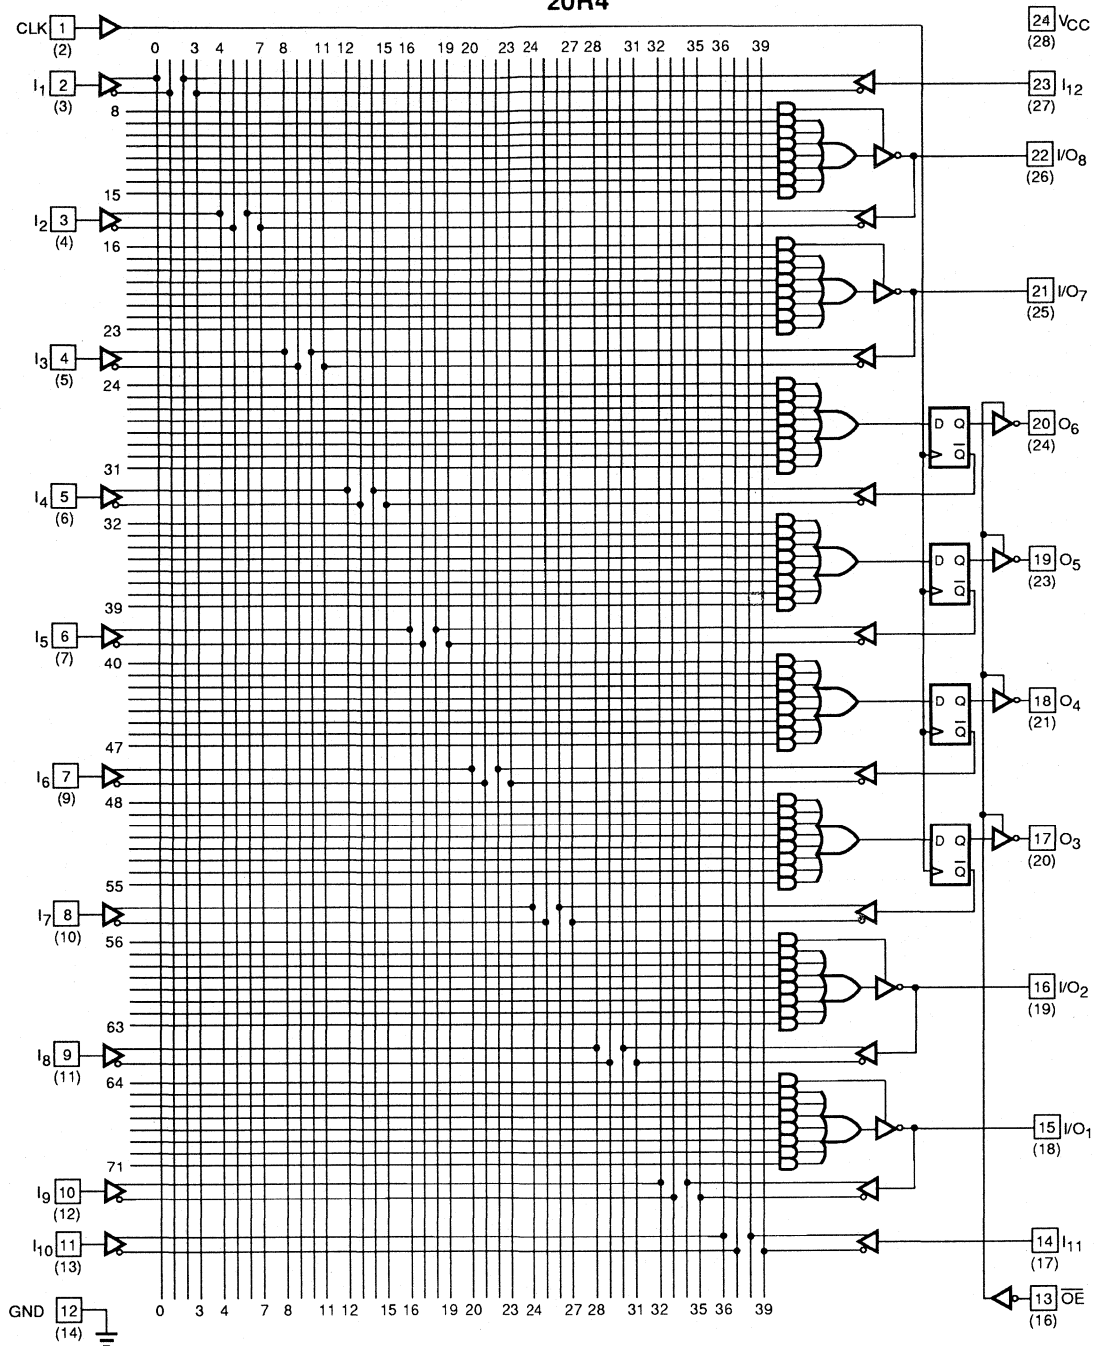 20R4
CLK 1 (2)
24 VCC (28)
0 3 4 7 8 11 12 15 16 19 20 23 24 27 28 31 32 35 36 39
I1 2 (3)
23 I12 (27)
8
22 I/O8 (26)
15
I2 3 (4)
16
21 I/O7 (25)
23
I3 4 (5)
24
D Q
Q
20 O6 (24)
31
I4 5 (6)
32
D Q
Q
19 O5 (23)
39
I5 6 (7)
40
D Q
Q
18 O4 (21)
47
I6 7 (9)
48
D Q
Q
17 O3 (20)
55
I7 8 (10)
56
16 I/O2 (19)
63
I8 9 (11)
64
15 I/O1 (18)
71
I9 10 (12)
I10 11 (13)
14 I11 (17)
0 3 4 7 8 11 12 15 16 19 20 23 24 27 28 31 32 35 36 39
GND 12 (14)
13 OE (16)